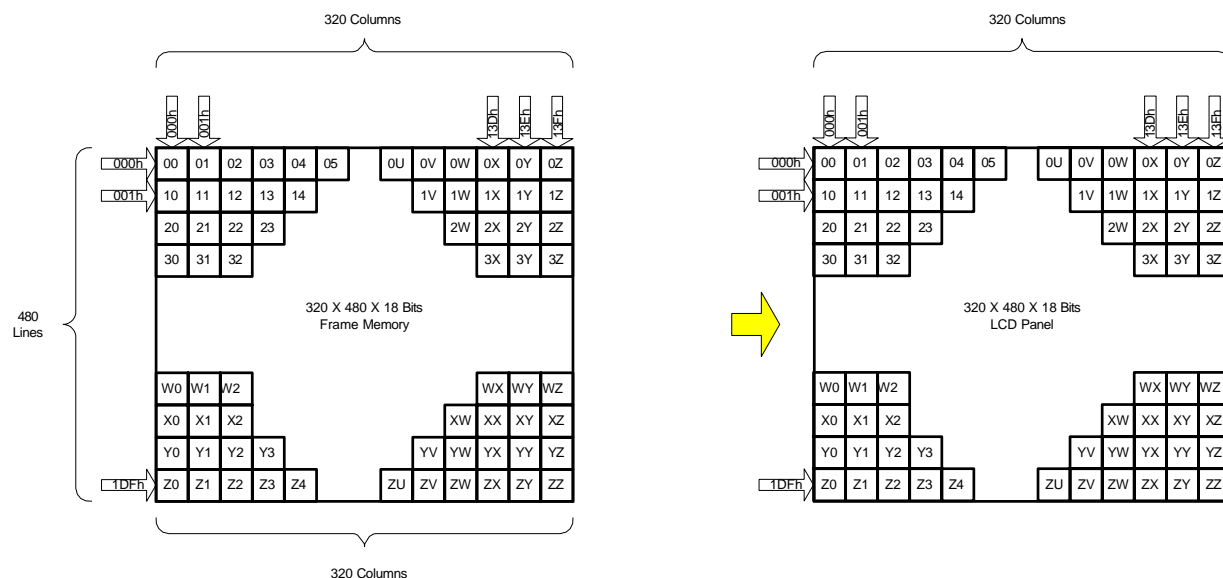 320 Columns
320 Columns
000h 001h 13Dh 13Eh 13Fh
000h 001h 13Dh 13Eh 13Fh
000h 00 01 02 03 04 05 0U 0V 0W 0X 0Y 0Z
000h 00 01 02 03 04 05 0U 0V 0W 0X 0Y 0Z
001h 10 11 12 13 14 1V 1W 1X 1Y 1Z
001h 10 11 12 13 14 1V 1W 1X 1Y 1Z
20 21 22 23 2W 2X 2Y 2Z
20 21 22 23 2W 2X 2Y 2Z
30 31 32 3X 3Y 3Z
30 31 32 3X 3Y 3Z
480
Lines
320 X 480 X 18 Bits
Frame Memory
320 X 480 X 18 Bits
LCD Panel
W0 W1 W2 WX WY WZ
W0 W1 W2 WX WY WZ
X0 X1 X2 XW XX XY XZ
X0 X1 X2 XW XX XY XZ
Y0 Y1 Y2 Y3 YV YW YX YY YZ
Y0 Y1 Y2 Y3 YV YW YX YY YZ
1DFh Z0 Z1 Z2 Z3 Z4 ZU ZV ZW ZX ZY ZZ
1DFh Z0 Z1 Z2 Z3 Z4 ZU ZV ZW ZX ZY ZZ
320 Columns